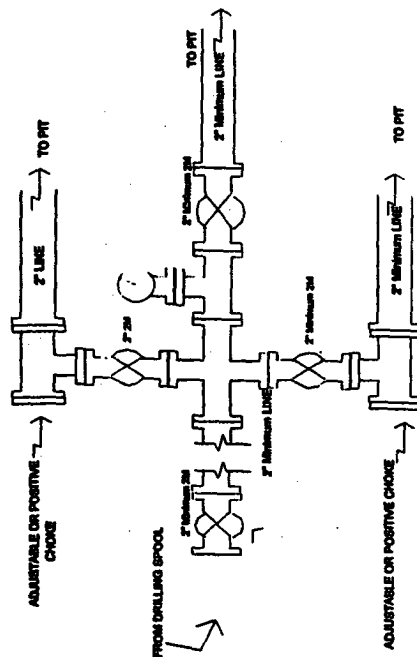 TO PIT
2" Minimum LINE
TO PIT
2" LINE
2" Minimum 2M
TO PIT
2" Minimum LINE
2" 2M
2" Minimum 2M
2" Minimum LINE
ADJUSTABLE OR POSITIVE
CHOKE
2" Minimum 2M
FROM DRILLING SPOOL
ADJUSTABLE OR POSITIVE CHOKE